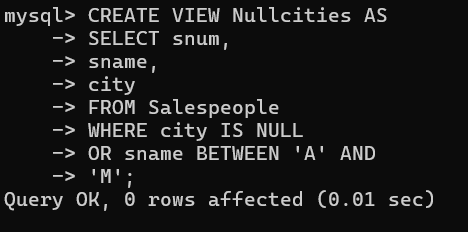 mysql> CREATE VIEW Nullcities AS
    -> SELECT snum,
    -> sname,
    -> city
    -> FROM Salespeople
    -> WHERE city IS NULL
    -> OR sname BETWEEN 'A' AND
    -> 'M';
Query OK, 0 rows affected (0.01 sec)